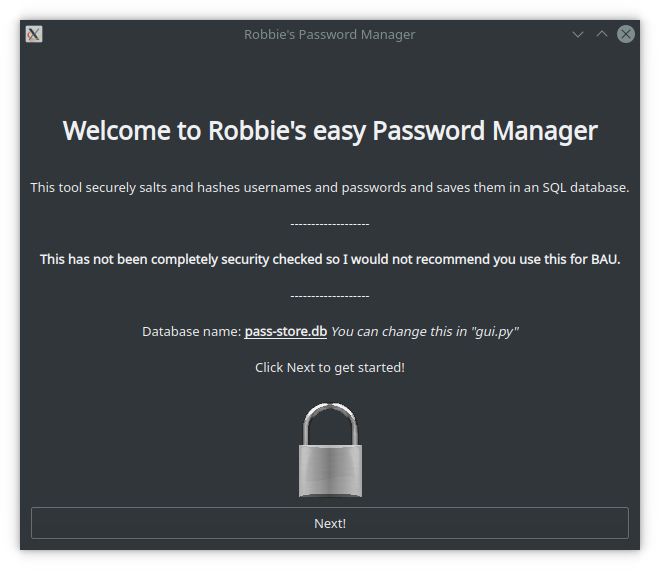 Robbie's Password Manager
Welcome to Robbie's easy Password Manager
This tool securely salts and hashes usernames and passwords and saves them in an SQL database.
-------------------
This has not been completely security checked so I would not recommend you use this for BAU.
-------------------
Database name: pass-store.db You can change this in "gui.py"
Click Next to get started!
Next!